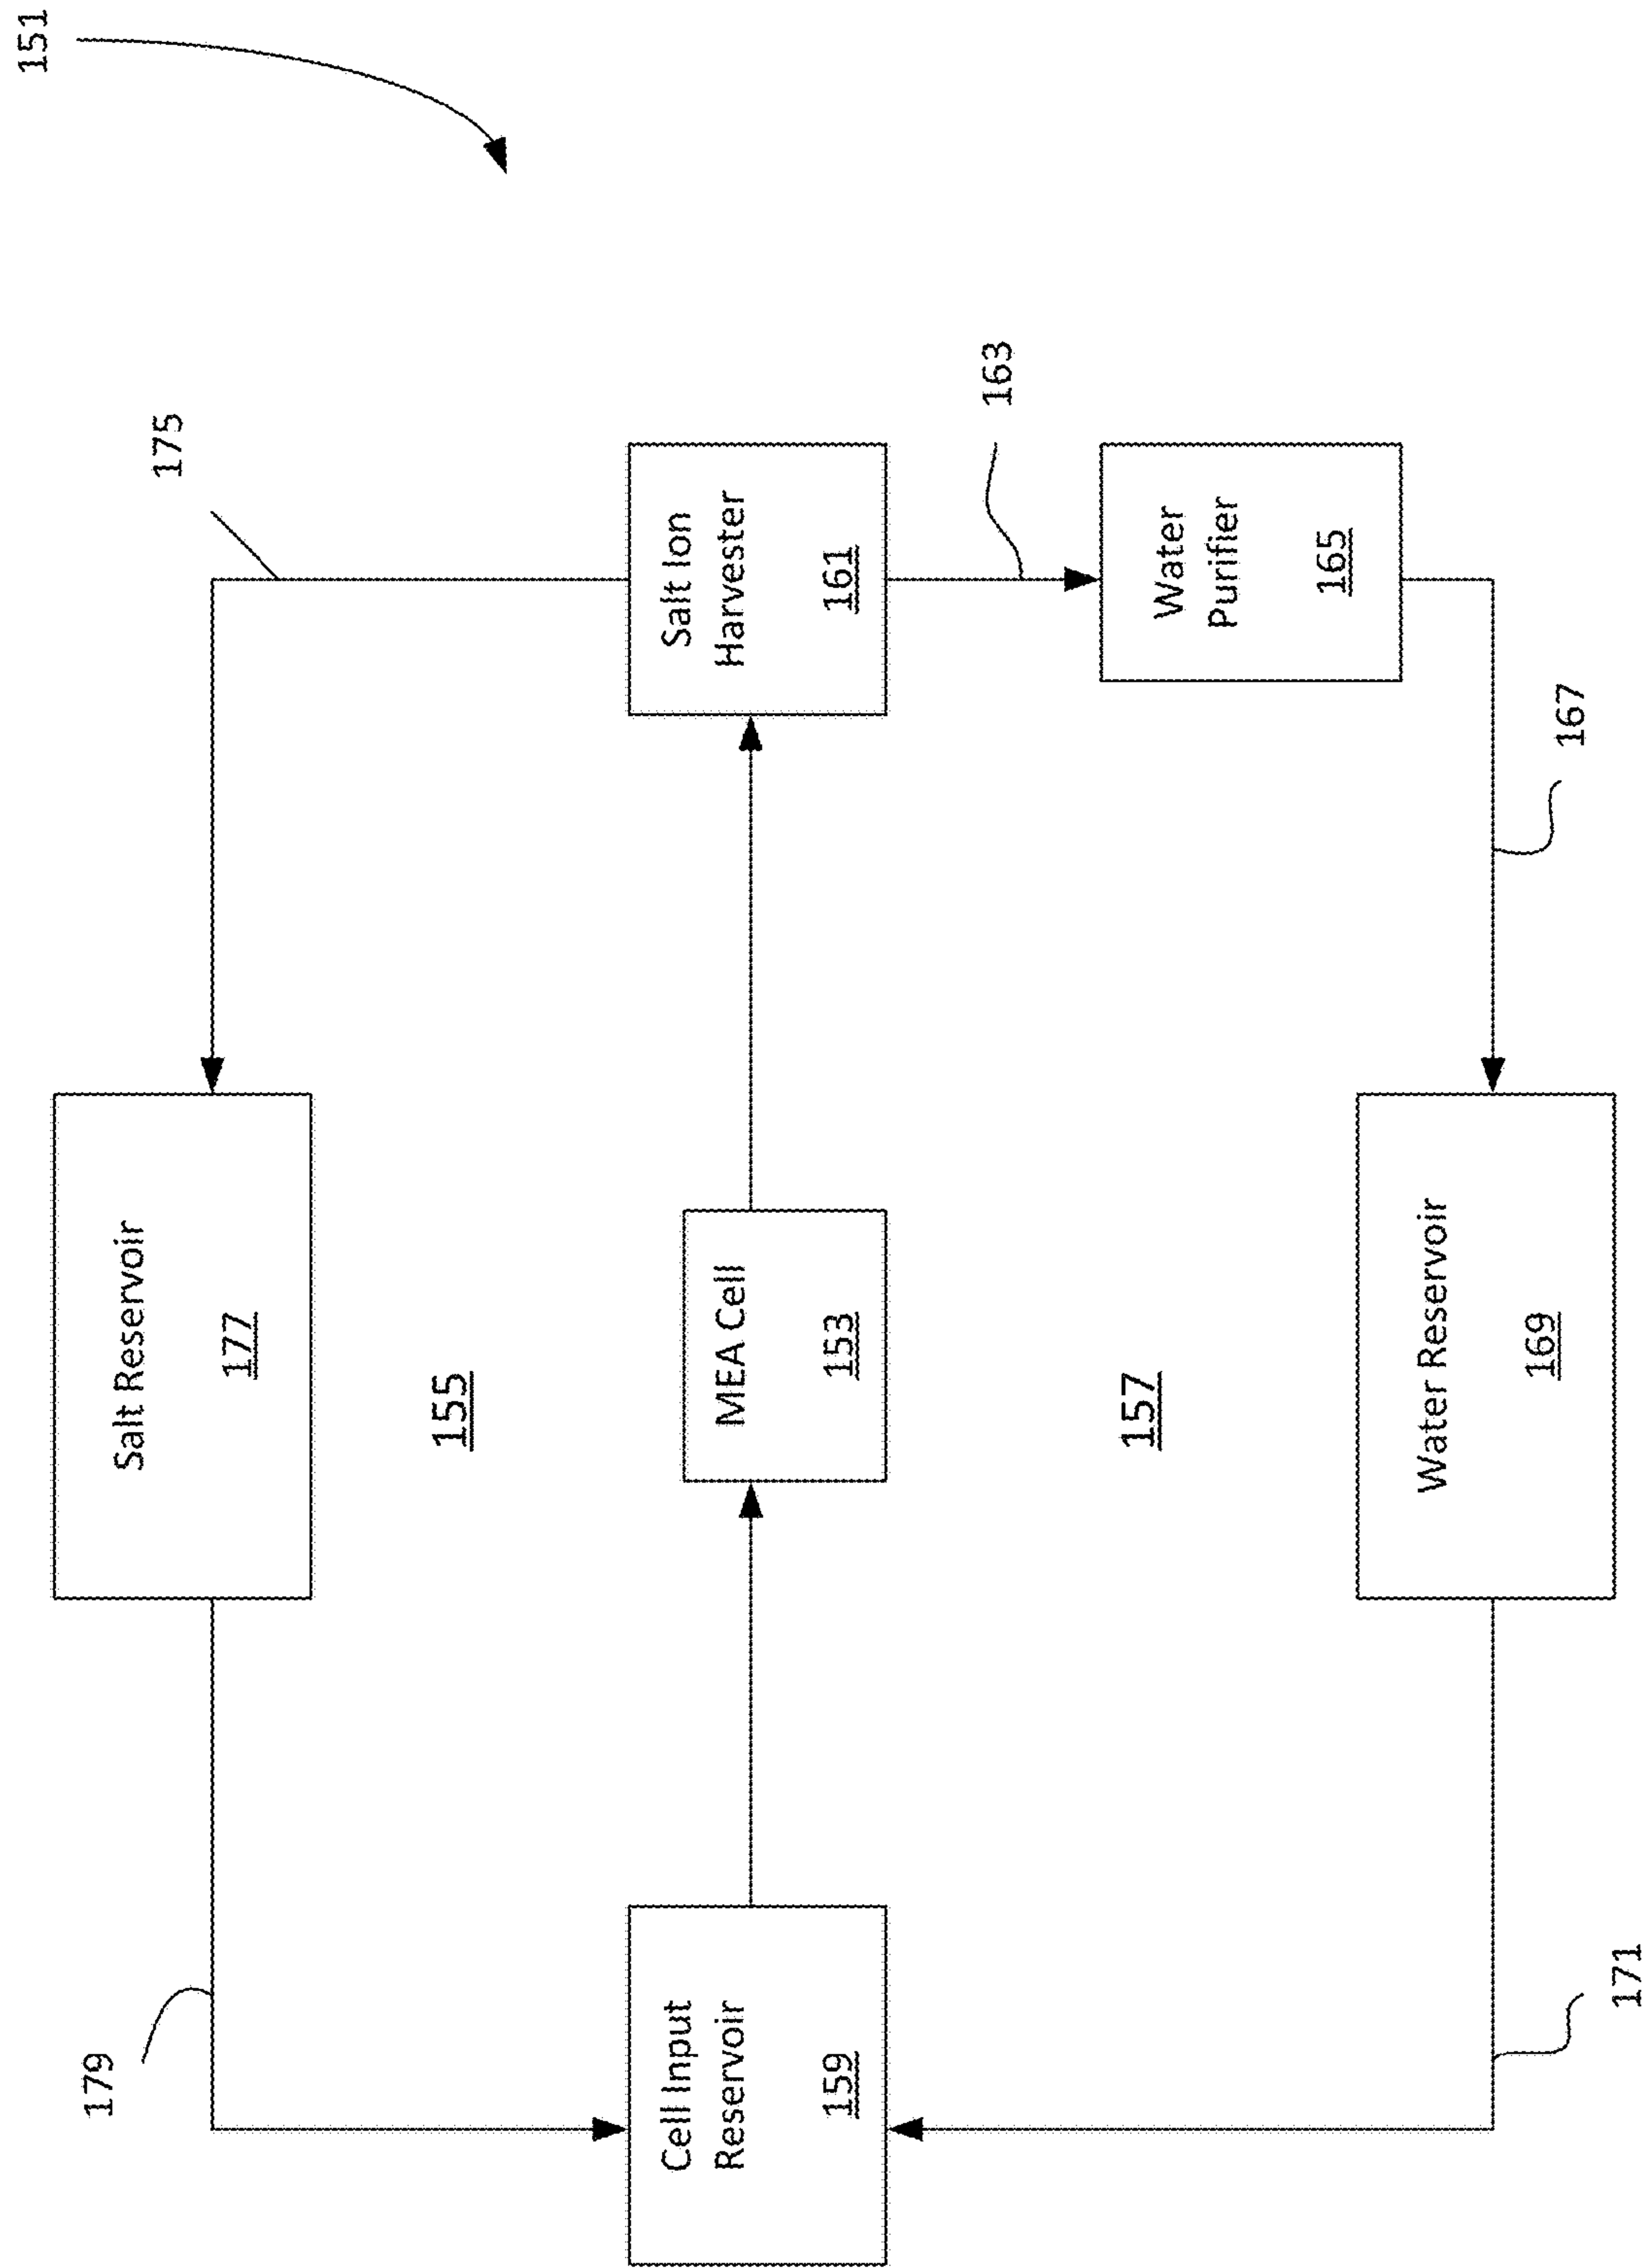 151
179
Salt Reservoir
177
175
155
Cell Input
Reservoir
159
MEA Cell
153
Salt Ion
Harvester
161
163
157
Water
Purifier
165
Water Reservoir
169
167
171